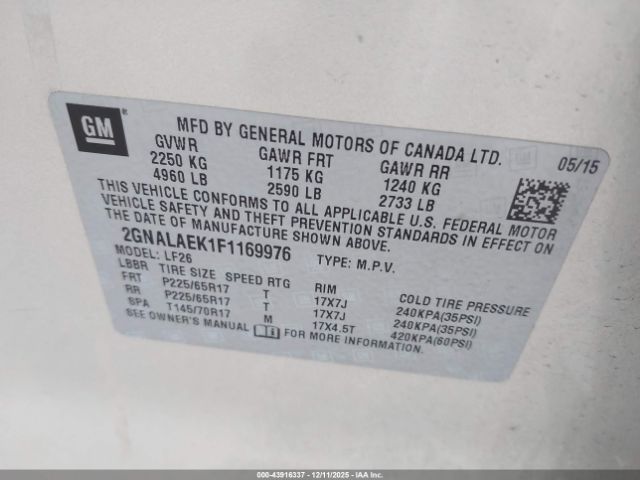 GM
MFD BY GENERAL MOTORS OF CANADA LTD.
05/15
GVWR GAWR FRT GAWR RR
2250 KG 1175 KG 1240 KG
4960 LB 2590 LB 2733 LB
THIS VEHICLE CONFORMS TO ALL APPLICABLE U.S. FEDERAL MOTOR
VEHICLE SAFETY AND THEFT PREVENTION STANDARDS IN EFFECT ON
THE DATE OF MANUFACTURE SHOWN ABOVE.
2GNALAEK1F1169976 TYPE: M.P.V.
MODEL: LF26
LBBR TIRE SIZE SPEED RTG RIM COLD TIRE PRESSURE
FRT P225/65R17 T 17X7J 240KPA(35PSI)
RR P225/65R17 T 17X7J 240KPA(35PSI)
SPA T145/70R17 M 17X4.5T 420KPA(60PSI)
SEE OWNER'S MANUAL FOR MORE INFORMATION.
000-43916337 - 12/11/2025 - IAAI.com